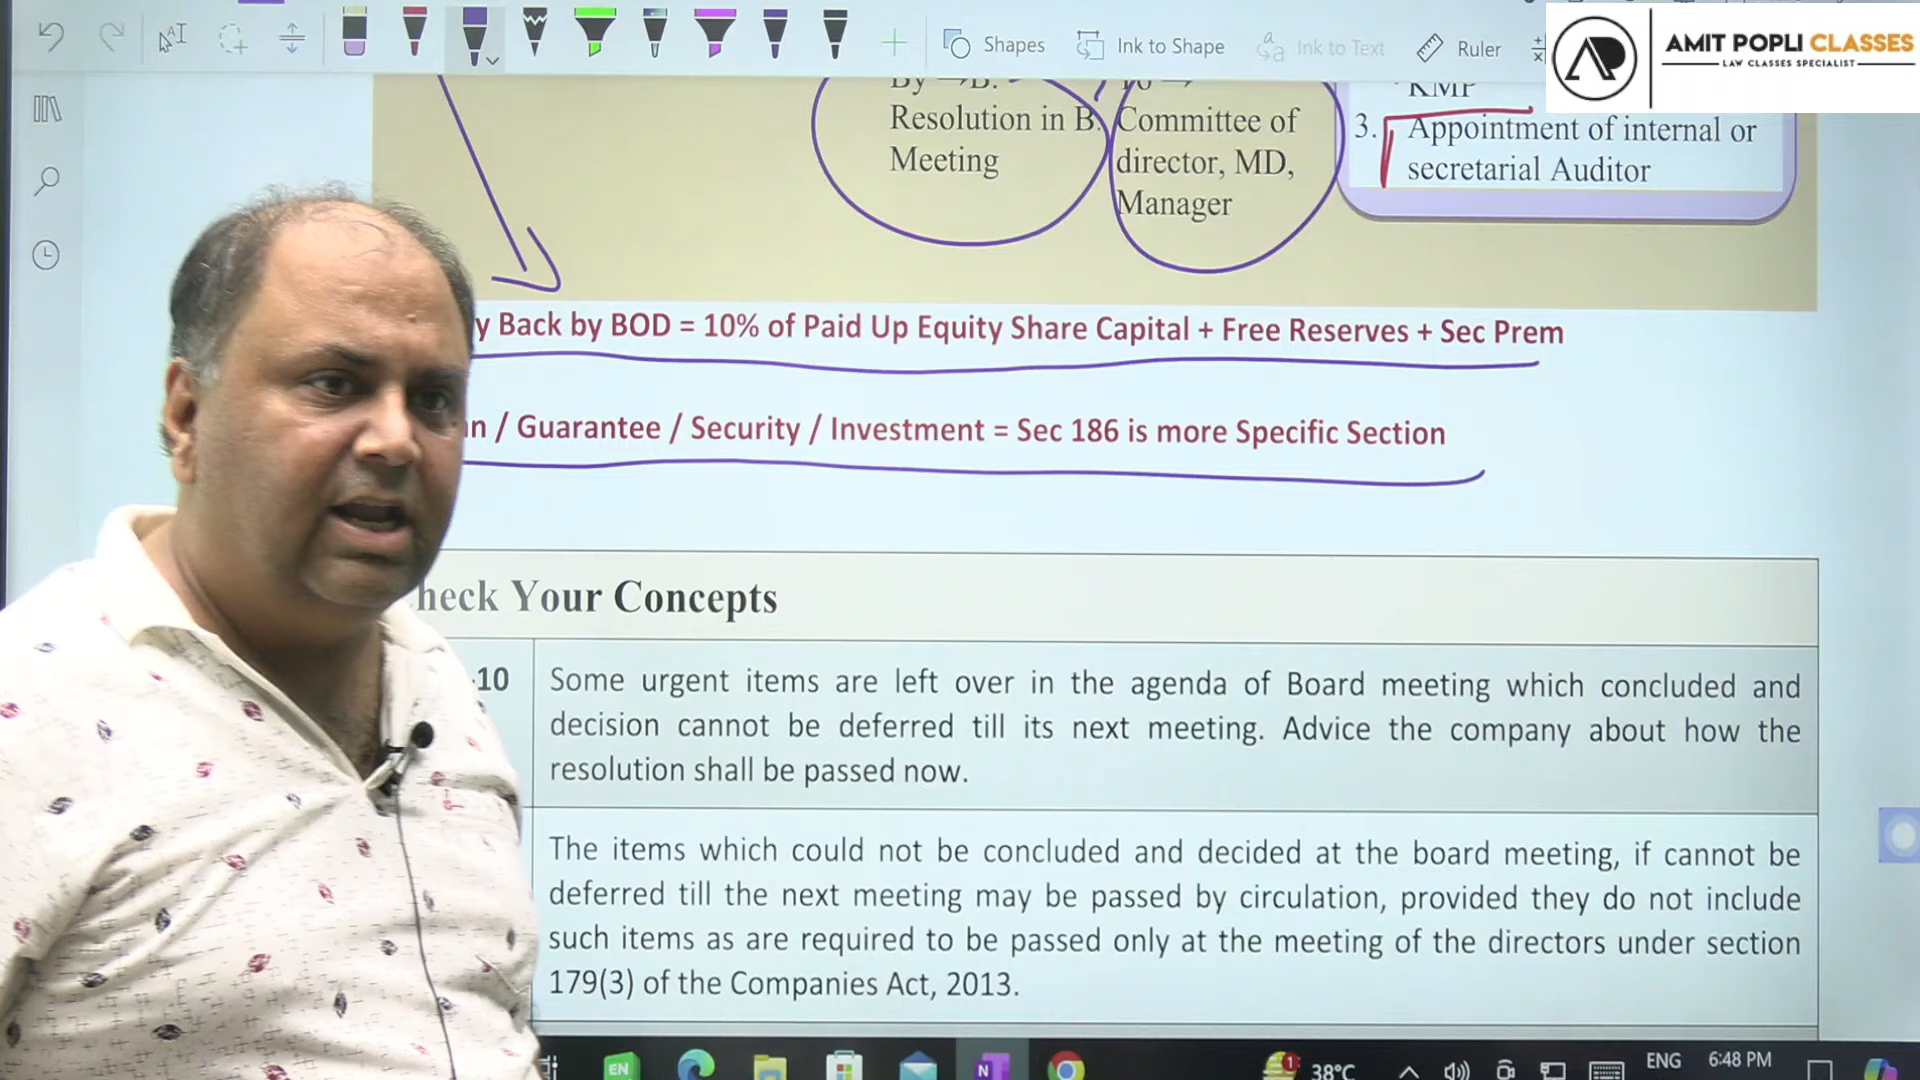 Shapes
Ink to Shape
Ink to Text
Ruler
AMIT POPLI CLASSES
LAW CLASSES SPECIALIST
Resolution in B.
Meeting
Committee of
director, MD,
Manager
KMP
3. Appointment of internal or
secretarial Auditor
y Back by BOD = 10% of Paid Up Equity Share Capital + Free Reserves + Sec Prem
n / Guarantee / Security / Investment = Sec 186 is more Specific Section
heck Your Concepts
10
Some urgent items are left over in the agenda of Board meeting which concluded and
decision cannot be deferred till its next meeting. Advice the company about how the
resolution shall be passed now.
The items which could not be concluded and decided at the board meeting, if cannot be
deferred till the next meeting may be passed by circulation, provided they do not include
such items as are required to be passed only at the meeting of the directors under section
179(3) of the Companies Act, 2013.
EN
N
1
38°C
ENG
6:48 PM